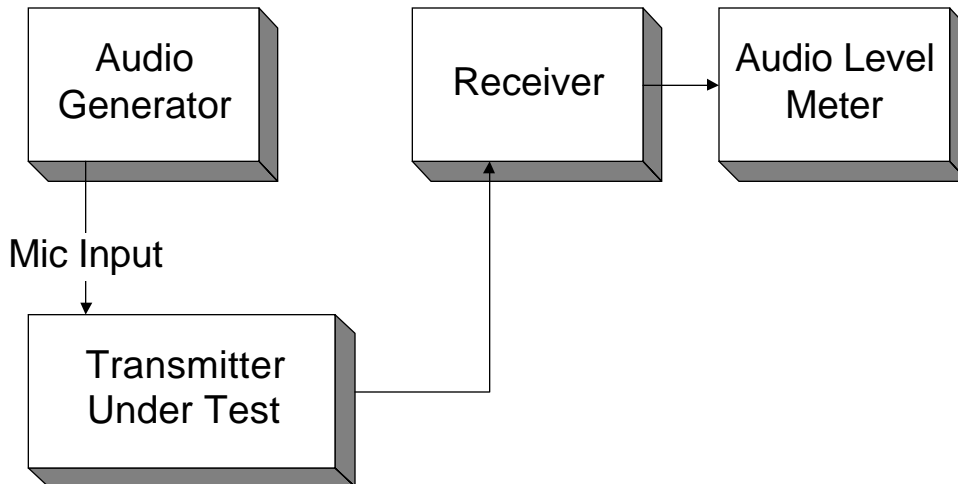 Audio
Generator
Receiver
Audio Level
Meter
Mic Input
Transmitter
Under Test